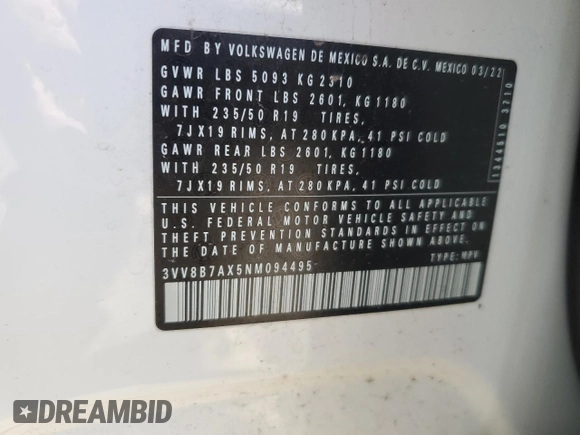 MFD BY VOLKSWAGEN DE MEXICO S.A. DE C.V. MEXICO 03/22
GVWR LBS 5093 KG 2310
GAWR FRONT LBS 2601, KG 1180
WITH 235/50 R19 TIRES,
7JX19 RIMS, AT 280 KPA, 41 PSI COLD
GAWR REAR LBS 2601, KG 1180
WITH 235/50 R19 TIRES,
7JX19 RIMS, AT 280 KPA, 41 PSI COLD
THIS VEHICLE CONFORMS TO ALL APPLICABLE
U.S. FEDERAL MOTOR VEHICLE SAFETY AND
THEFT PREVENTION STANDARDS IN EFFECT ON
THE DATE OF MANUFACTURE SHOWN ABOVE
3VV8B7AX5NM094495 TYPE: MPV
1244510 3710
DREAMBID